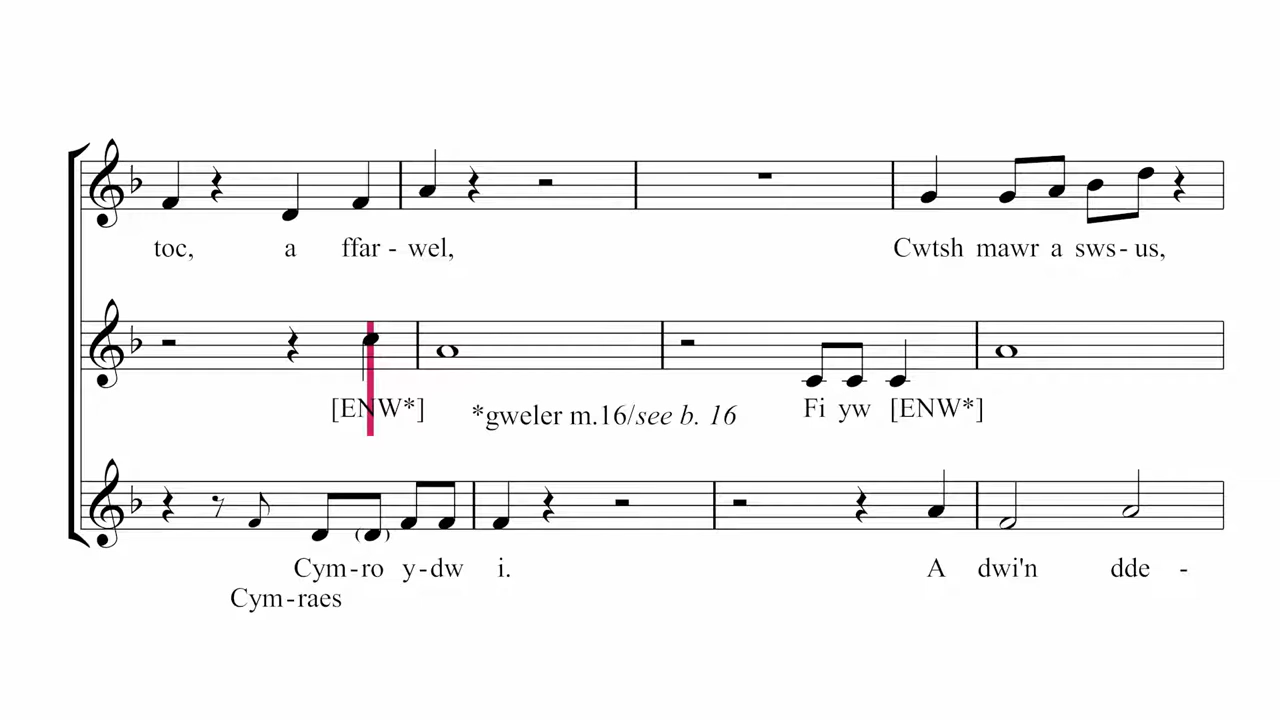 toc, a ffar - wel, Cwtsh mawr a sws - us,
[ENW*] *gweler m.16/see b. 16 Fi yw [ENW*]
Cym - ro y - dw i. A dwi'n dde -
Cym - raes